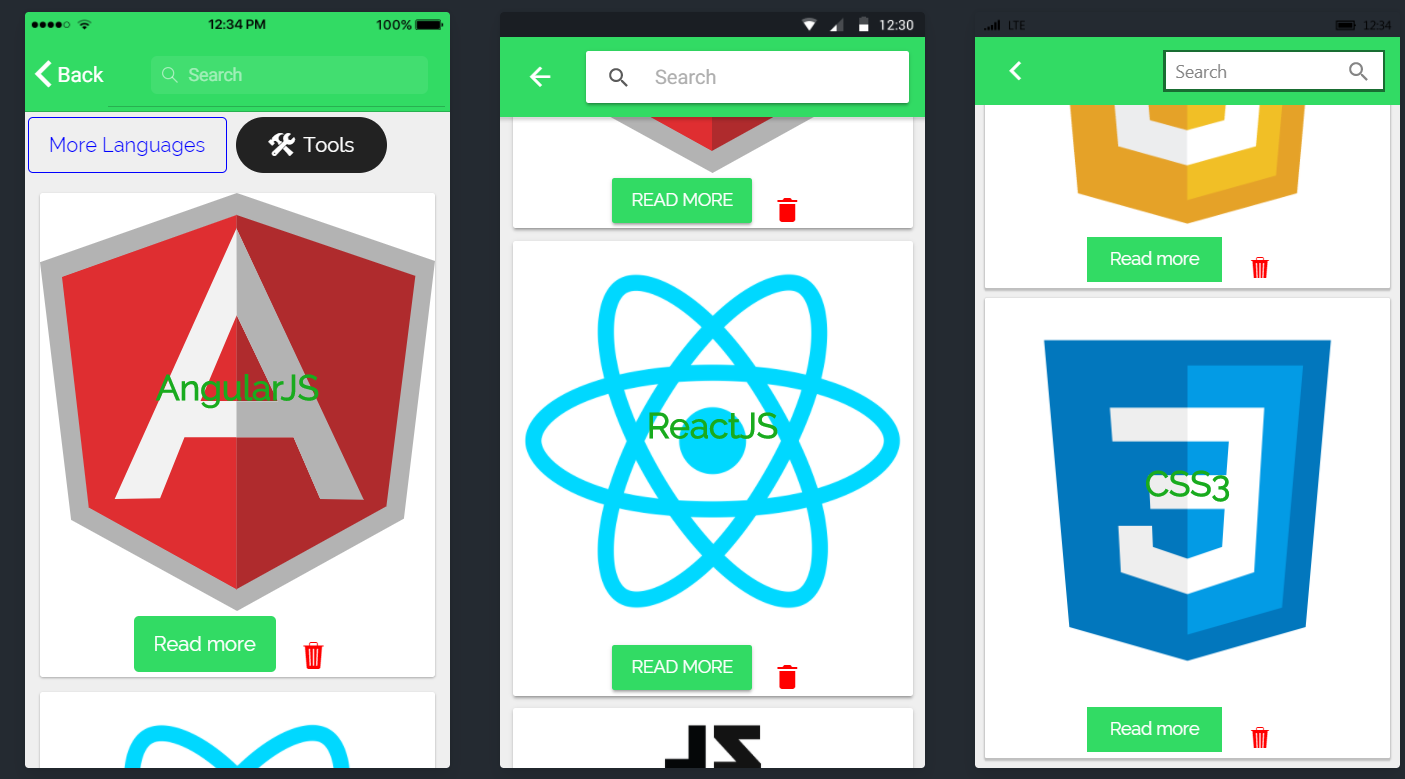 12:34 PM
100%
Back
Search
More Languages
Tools
AngularJS
Read more
12:30
Search
READ MORE
ReactJS
READ MORE
JS
LTE
12:34
Search
Read more
CSS3
Read more